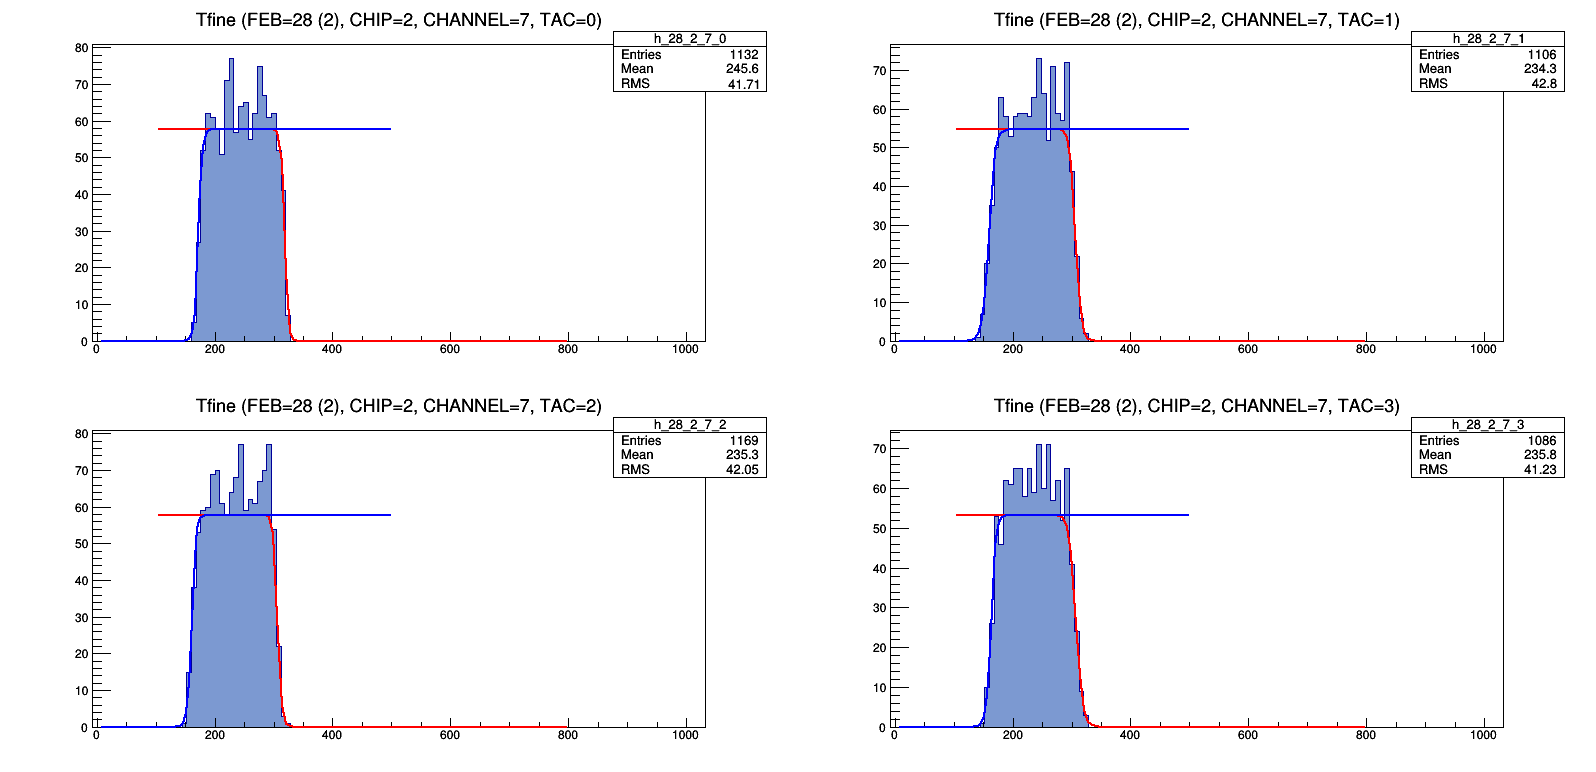 Tfine (FEB=28 (2), CHIP=2, CHANNEL=7, TAC=0)
h_28_2_7_0
Entries 1132
Mean 245.6
RMS 41.71
80
70
60
50
40
30
20
10
0
0 200 400 600 800 1000
Tfine (FEB=28 (2), CHIP=2, CHANNEL=7, TAC=1)
h_28_2_7_1
Entries 1106
Mean 234.3
RMS 42.8
70
60
50
40
30
20
10
0
0 200 400 600 800 1000
Tfine (FEB=28 (2), CHIP=2, CHANNEL=7, TAC=2)
h_28_2_7_2
Entries 1169
Mean 235.3
RMS 42.05
80
70
60
50
40
30
20
10
0
0 200 400 600 800 1000
Tfine (FEB=28 (2), CHIP=2, CHANNEL=7, TAC=3)
h_28_2_7_3
Entries 1086
Mean 235.8
RMS 41.23
70
60
50
40
30
20
10
0
0 200 400 600 800 1000